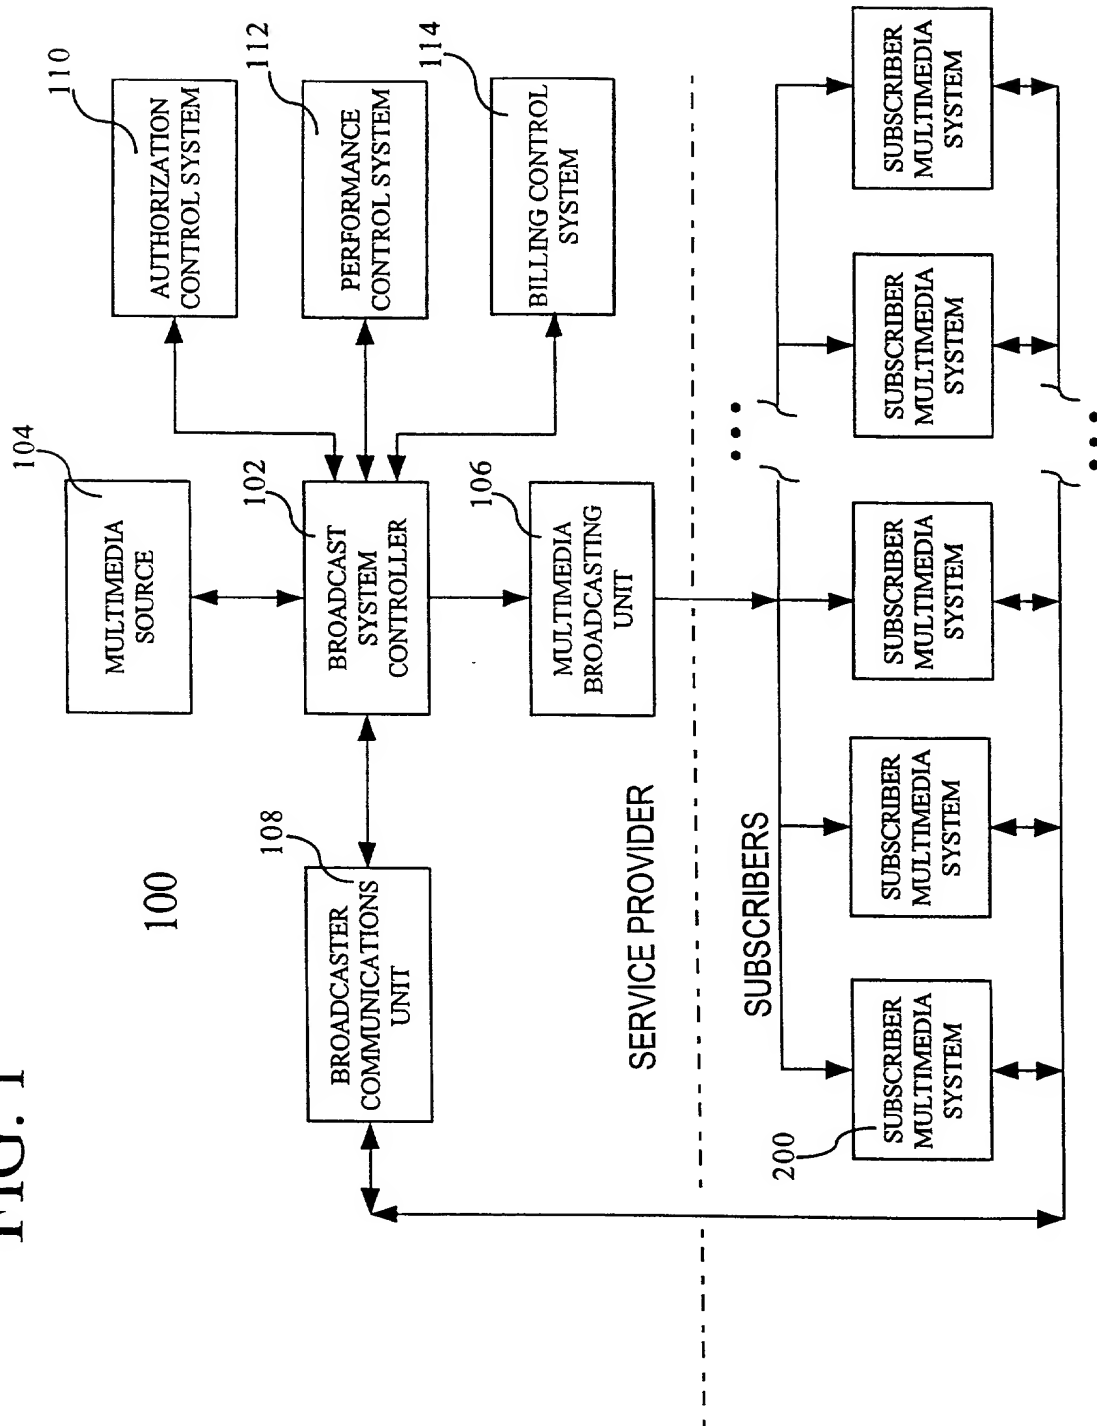 FIG. 1
100
104
MULTIMEDIA
SOURCE
110
AUTHORIZATION
CONTROL SYSTEM
108
BROADCASTER
COMMUNICATIONS
UNIT
102
BROADCAST
SYSTEM
CONTROLLER
112
PERFORMANCE
CONTROL SYSTEM
106
MULTIMEDIA
BROADCASTING
UNIT
114
BILLING CONTROL
SYSTEM
SERVICE PROVIDER
SUBSCRIBERS
200
SUBSCRIBER
MULTIMEDIA
SYSTEM
SUBSCRIBER
MULTIMEDIA
SYSTEM
SUBSCRIBER
MULTIMEDIA
SYSTEM
SUBSCRIBER
MULTIMEDIA
SYSTEM
SUBSCRIBER
MULTIMEDIA
SYSTEM